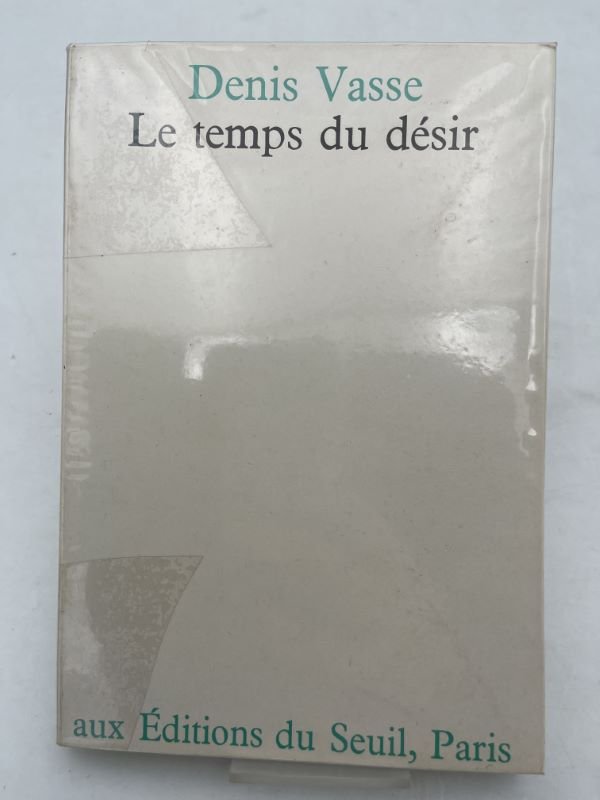 Denis Vasse
Le temps du désir
aux Éditions du Seuil, Paris